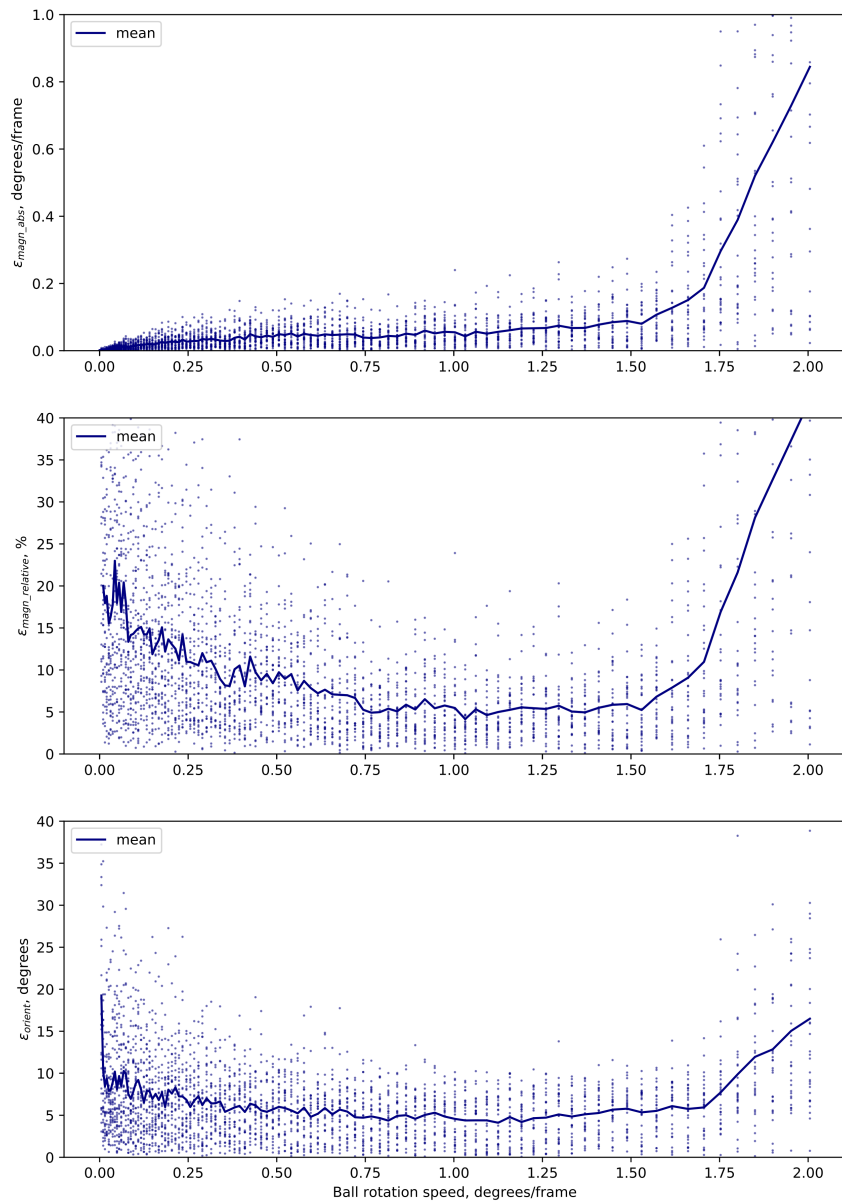 1.0
0.8
0.6
0.4
0.2
0.0
ε_magn_abs, degrees/frame
mean
0.00 0.25 0.50 0.75 1.00 1.25 1.50 1.75 2.00
40
35
30
25
20
15
10
5
0
ε_magn_relative, %
mean
0.00 0.25 0.50 0.75 1.00 1.25 1.50 1.75 2.00
40
35
30
25
20
15
10
5
0
ε_orient, degrees
mean
0.00 0.25 0.50 0.75 1.00 1.25 1.50 1.75 2.00
Ball rotation speed, degrees/frame